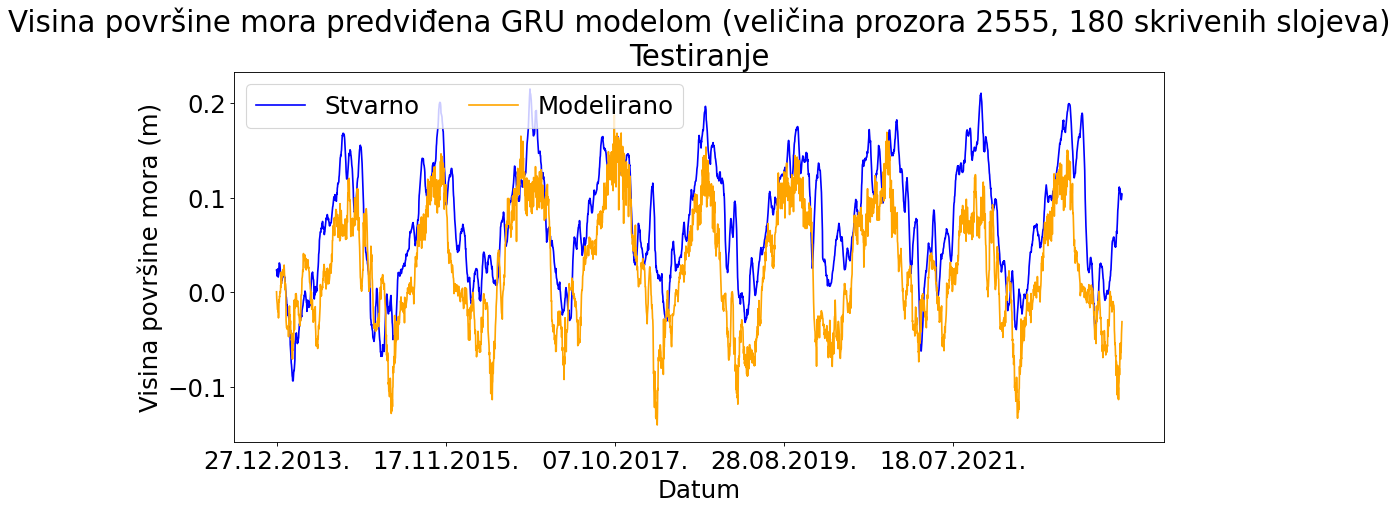 Visina površine mora predviđena GRU modelom (veličina prozora 2555, 180 skrivenih slojeva)
Testiranje
Stvarno
Modelirano
Visina površine mora (m)
0.2
0.1
0.0
−0.1
27.12.2013.
17.11.2015.
07.10.2017.
28.08.2019.
18.07.2021.
Datum